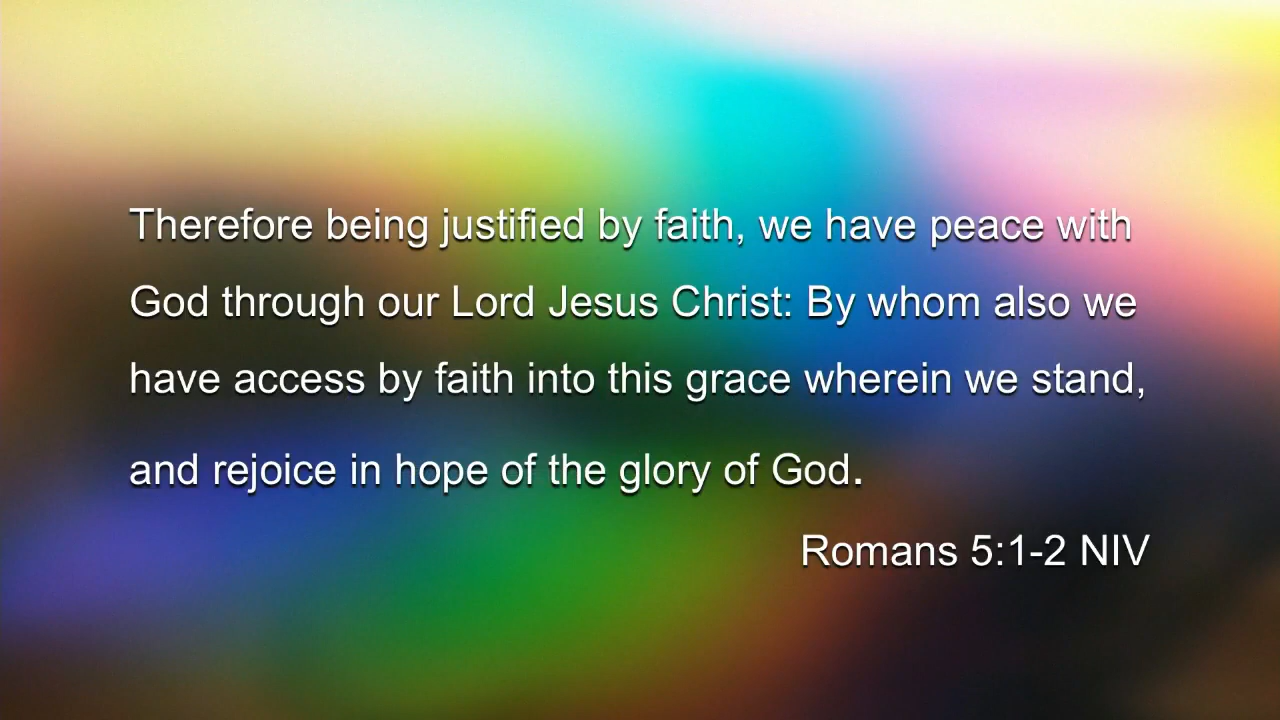 Therefore being justified by faith, we have peace with
God through our Lord Jesus Christ: By whom also we
have access by faith into this grace wherein we stand,
and rejoice in hope of the glory of God.
Romans 5:1-2 NIV